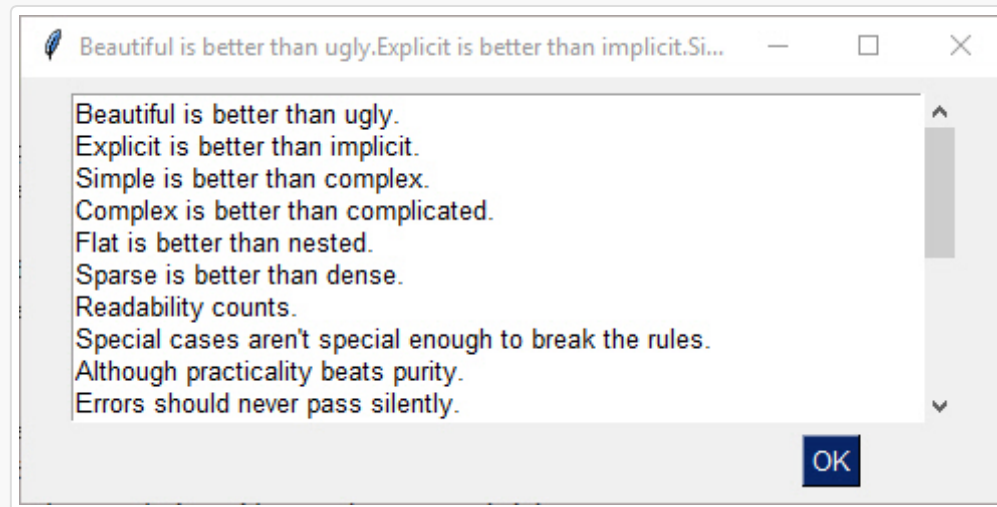 Beautiful is better than ugly.Explicit is better than implicit.Si...
Beautiful is better than ugly.
Explicit is better than implicit.
Simple is better than complex.
Complex is better than complicated.
Flat is better than nested.
Sparse is better than dense.
Readability counts.
Special cases aren't special enough to break the rules.
Although practicality beats purity.
Errors should never pass silently.
OK